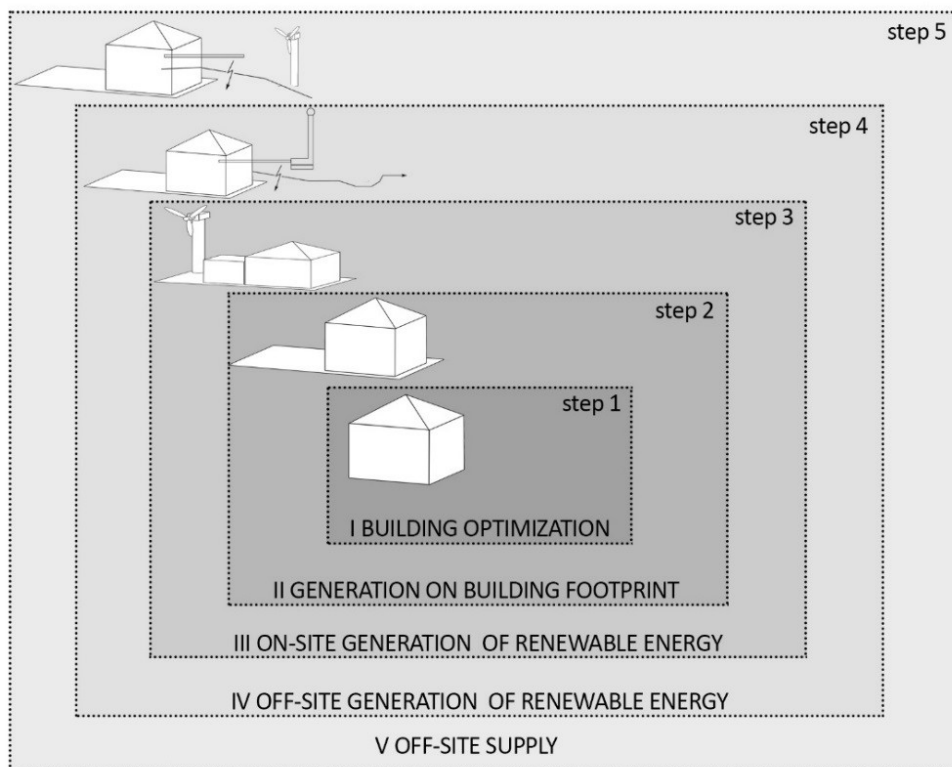 step 5
step 4
step 3
step 2
step 1
I BUILDING OPTIMIZATION
II GENERATION ON BUILDING FOOTPRINT
III ON-SITE GENERATION OF RENEWABLE ENERGY
IV OFF-SITE GENERATION OF RENEWABLE ENERGY
V OFF-SITE SUPPLY